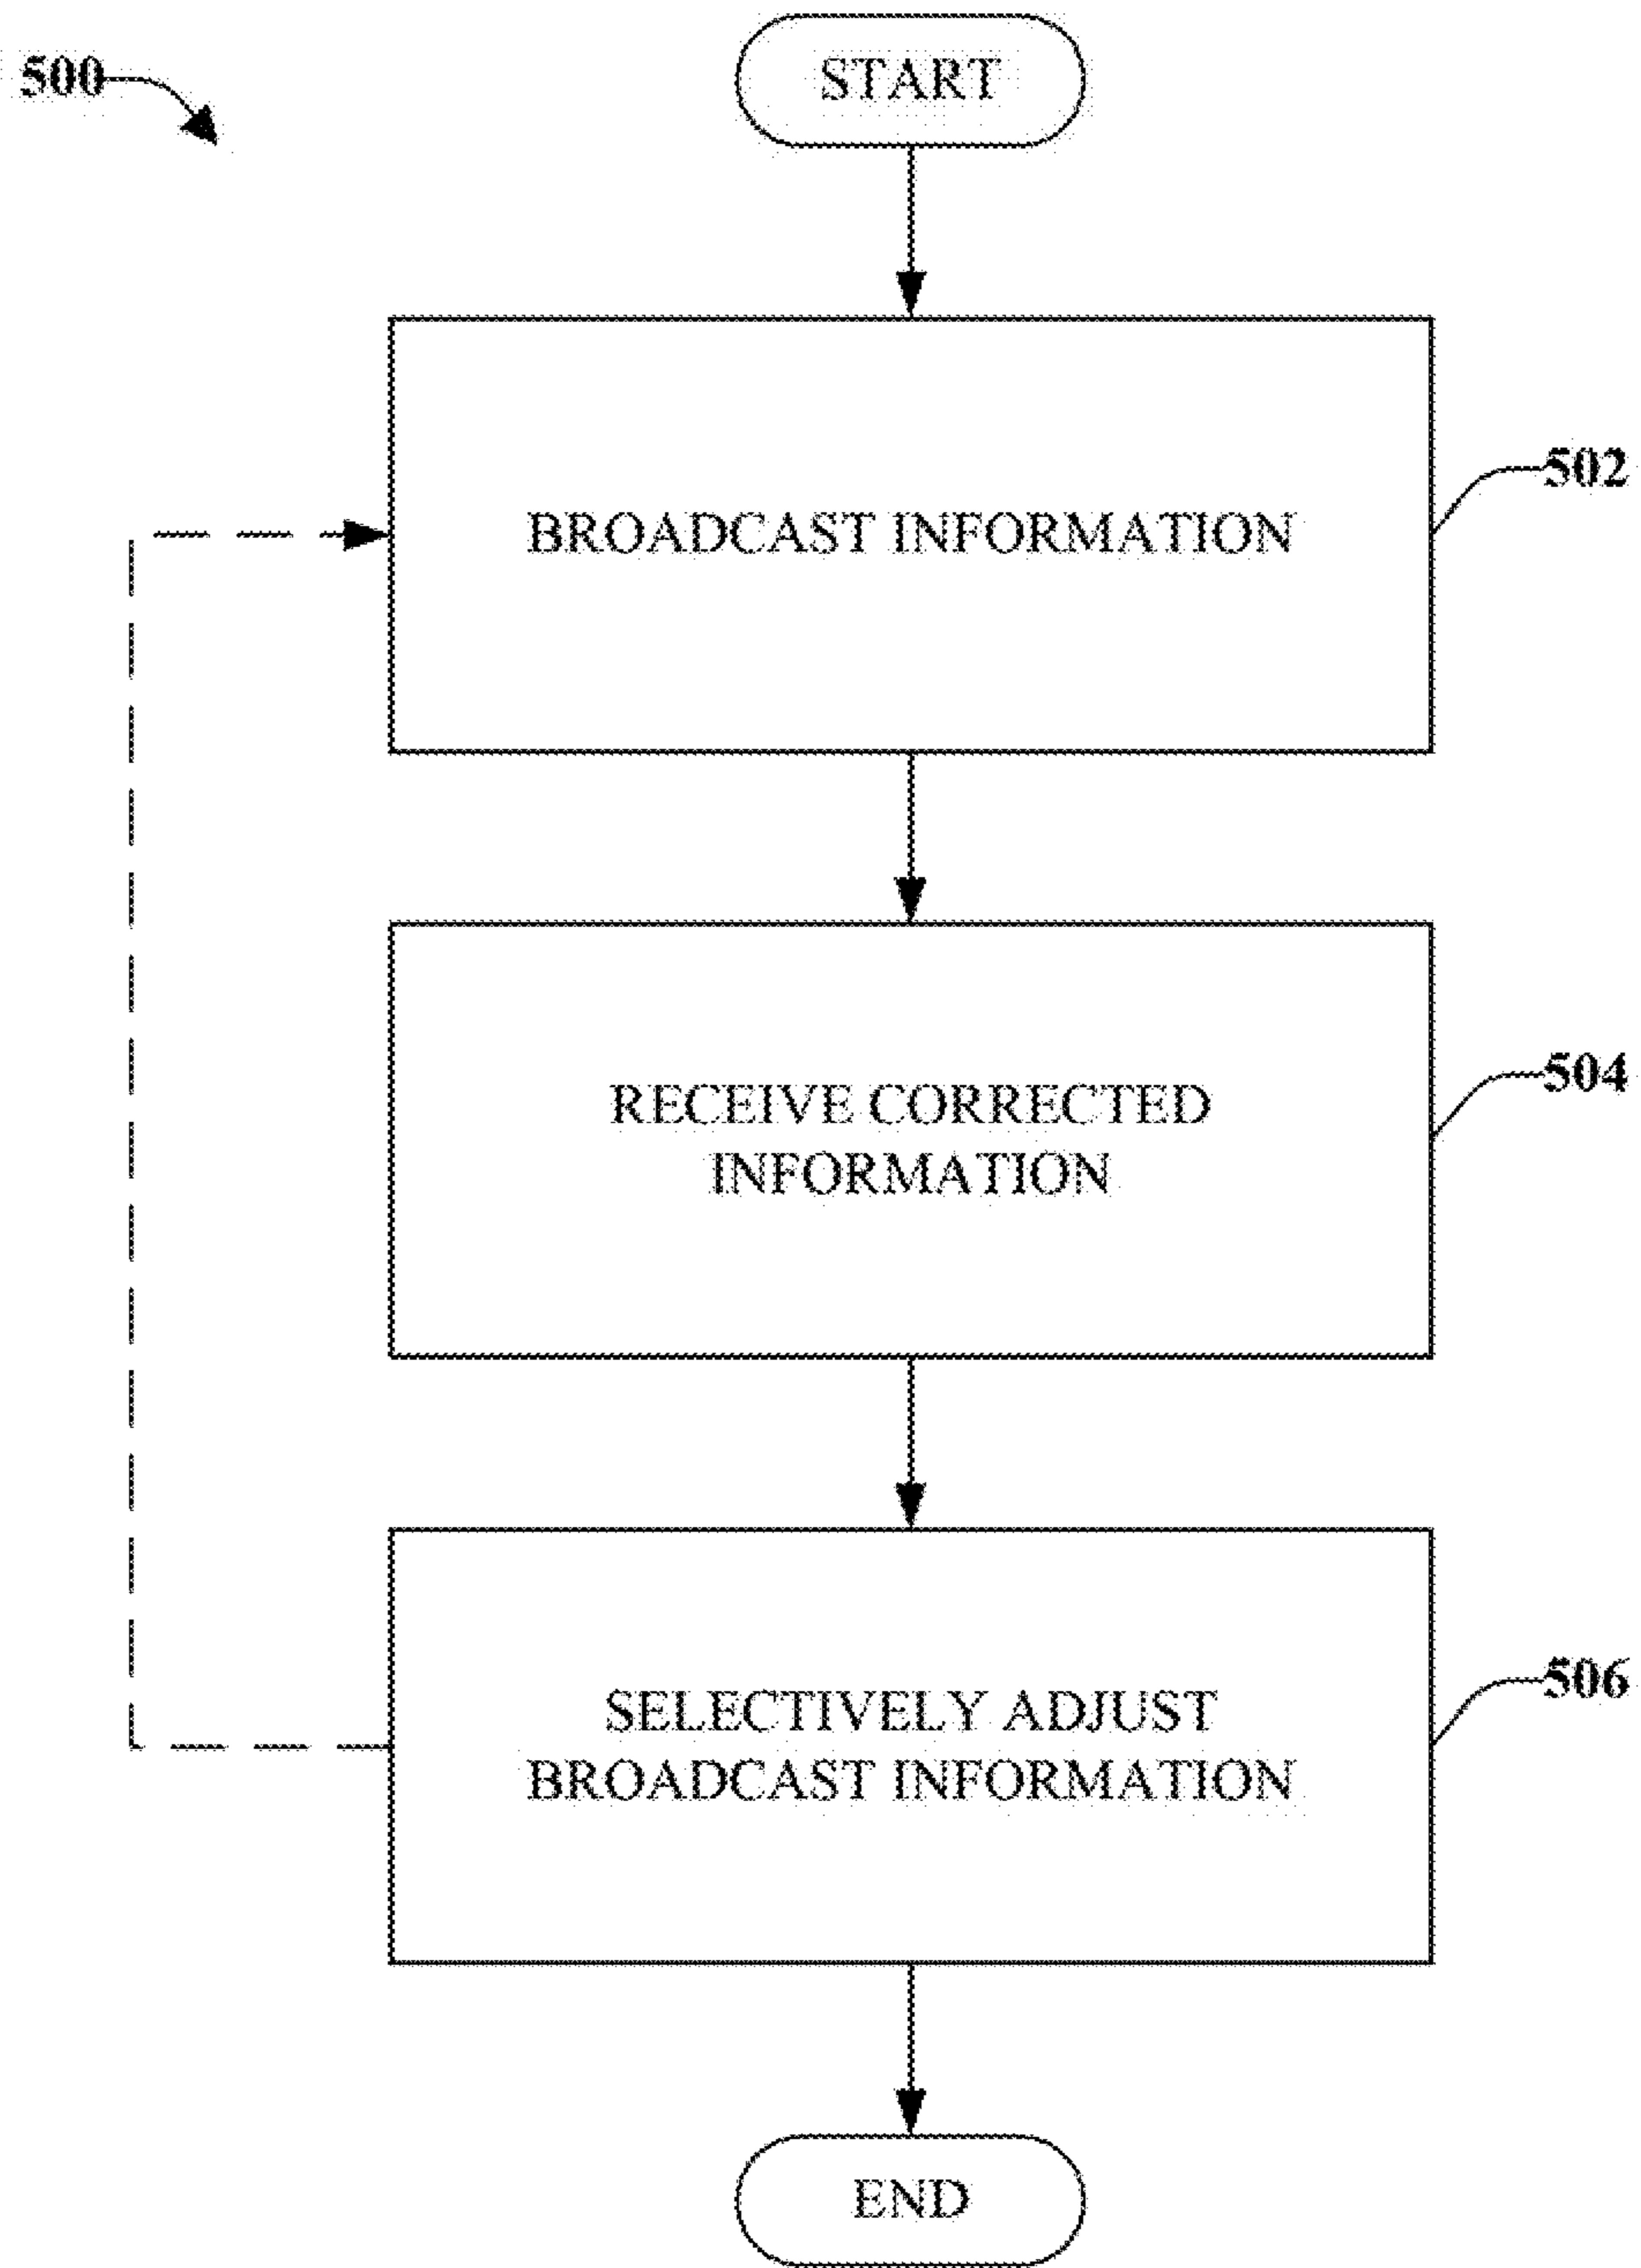 500
START
BROADCAST INFORMATION
502
RECEIVE CORRECTED
INFORMATION
504
SELECTIVELY ADJUST
BROADCAST INFORMATION
506
END